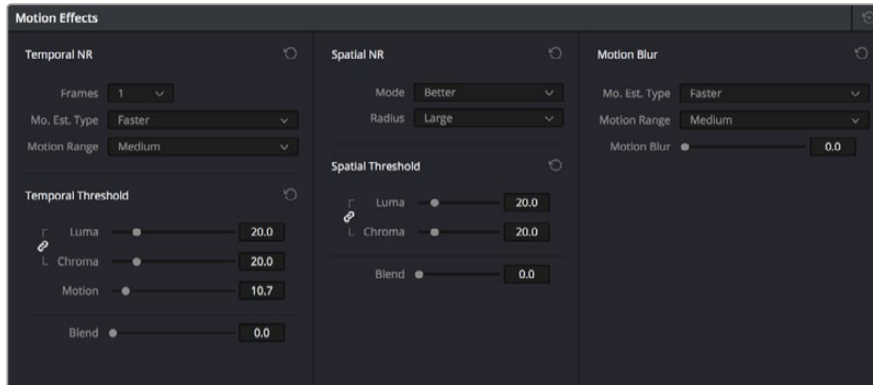 Motion Effects
Temporal NR
Frames 1
Mo. Est. Type Faster
Motion Range Medium
Temporal Threshold
Luma 20.0
Chroma 20.0
Motion 10.7
Blend 0.0
Spatial NR
Mode Better
Radius Large
Spatial Threshold
Luma 20.0
Chroma 20.0
Blend 0.0
Motion Blur
Mo. Est. Type Faster
Motion Range Medium
Motion Blur 0.0